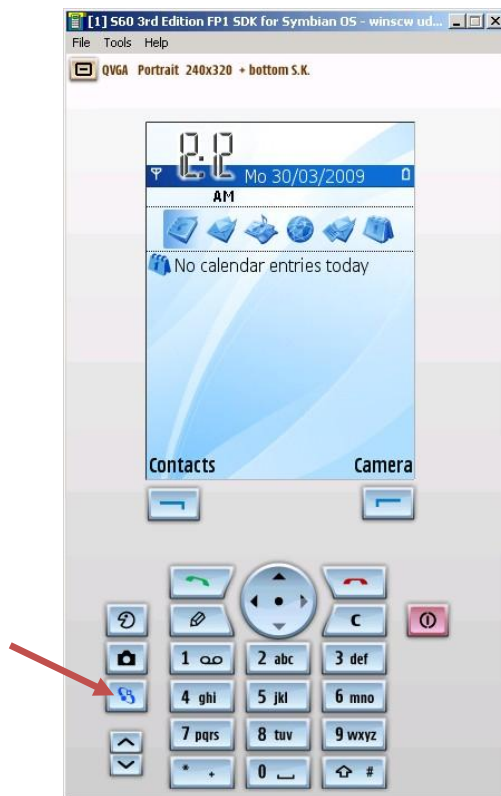 [1] S60 3rd Edition FP1 SDK for Symbian OS - winscw ud...
File Tools Help
QVGA Portrait 240x320 + bottom S.K.
Mo 30/03/2009
AM
No calendar entries today
Contacts Camera
C
1 2 abc 3 def
4 ghi 5 jkl 6 mno
7 pqrs 8 tuv 9 wxyz
* + 0 #